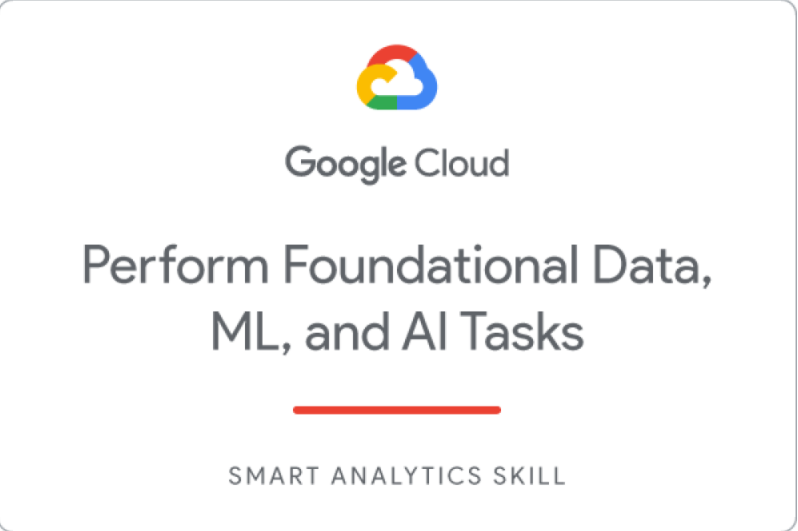 Google Cloud
Perform Foundational Data,
ML, and AI Tasks
SMART ANALYTICS SKILL